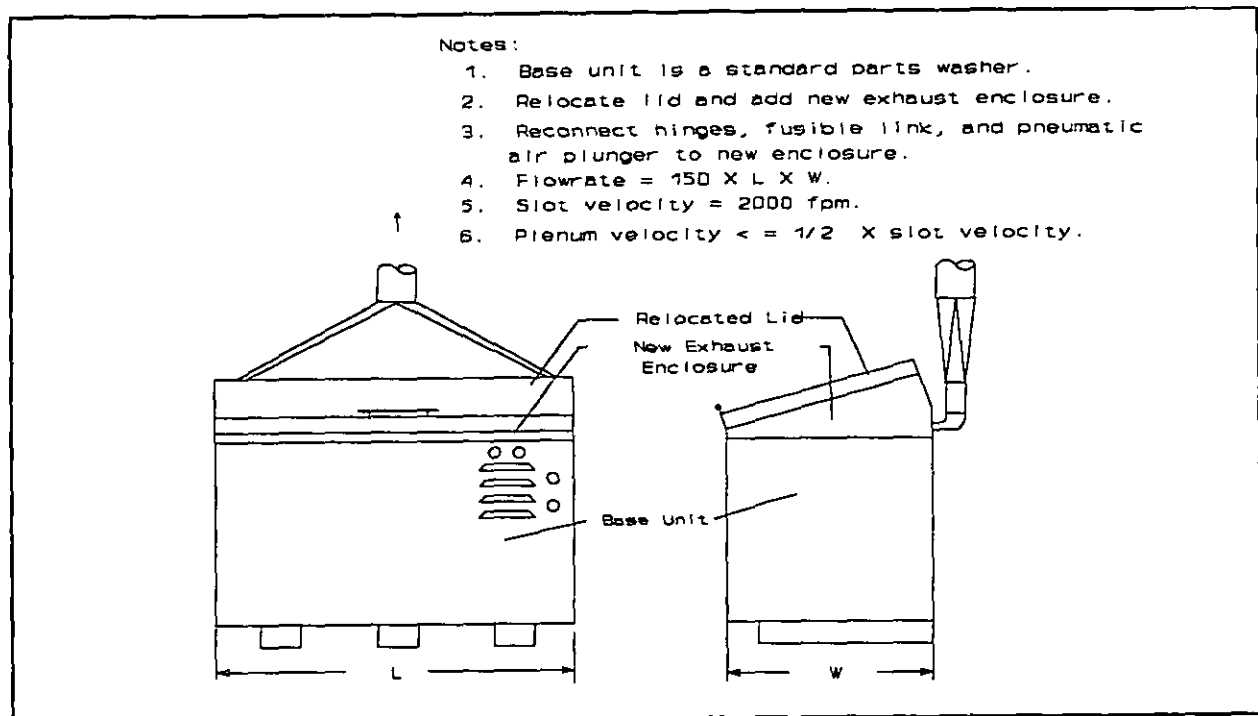 Notes:
1. Base unit is a standard parts washer.
2. Relocate lid and add new exhaust enclosure.
3. Reconnect hinges, fusible link, and pneumatic
air plunger to new enclosure.
4. Flowrate = 150 X L X W.
5. Slot velocity = 2000 fpm.
6. Plenum velocity < = 1/2 X slot velocity.
Relocated Lid
New Exhaust
Enclosure
Base Unit
L
W